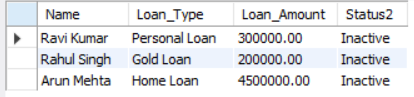 Name Loan_Type Loan_Amount Status2
Ravi Kumar Personal Loan 300000.00 Inactive
Rahul Singh Gold Loan 200000.00 Inactive
Arun Mehta Home Loan 4500000.00 Inactive